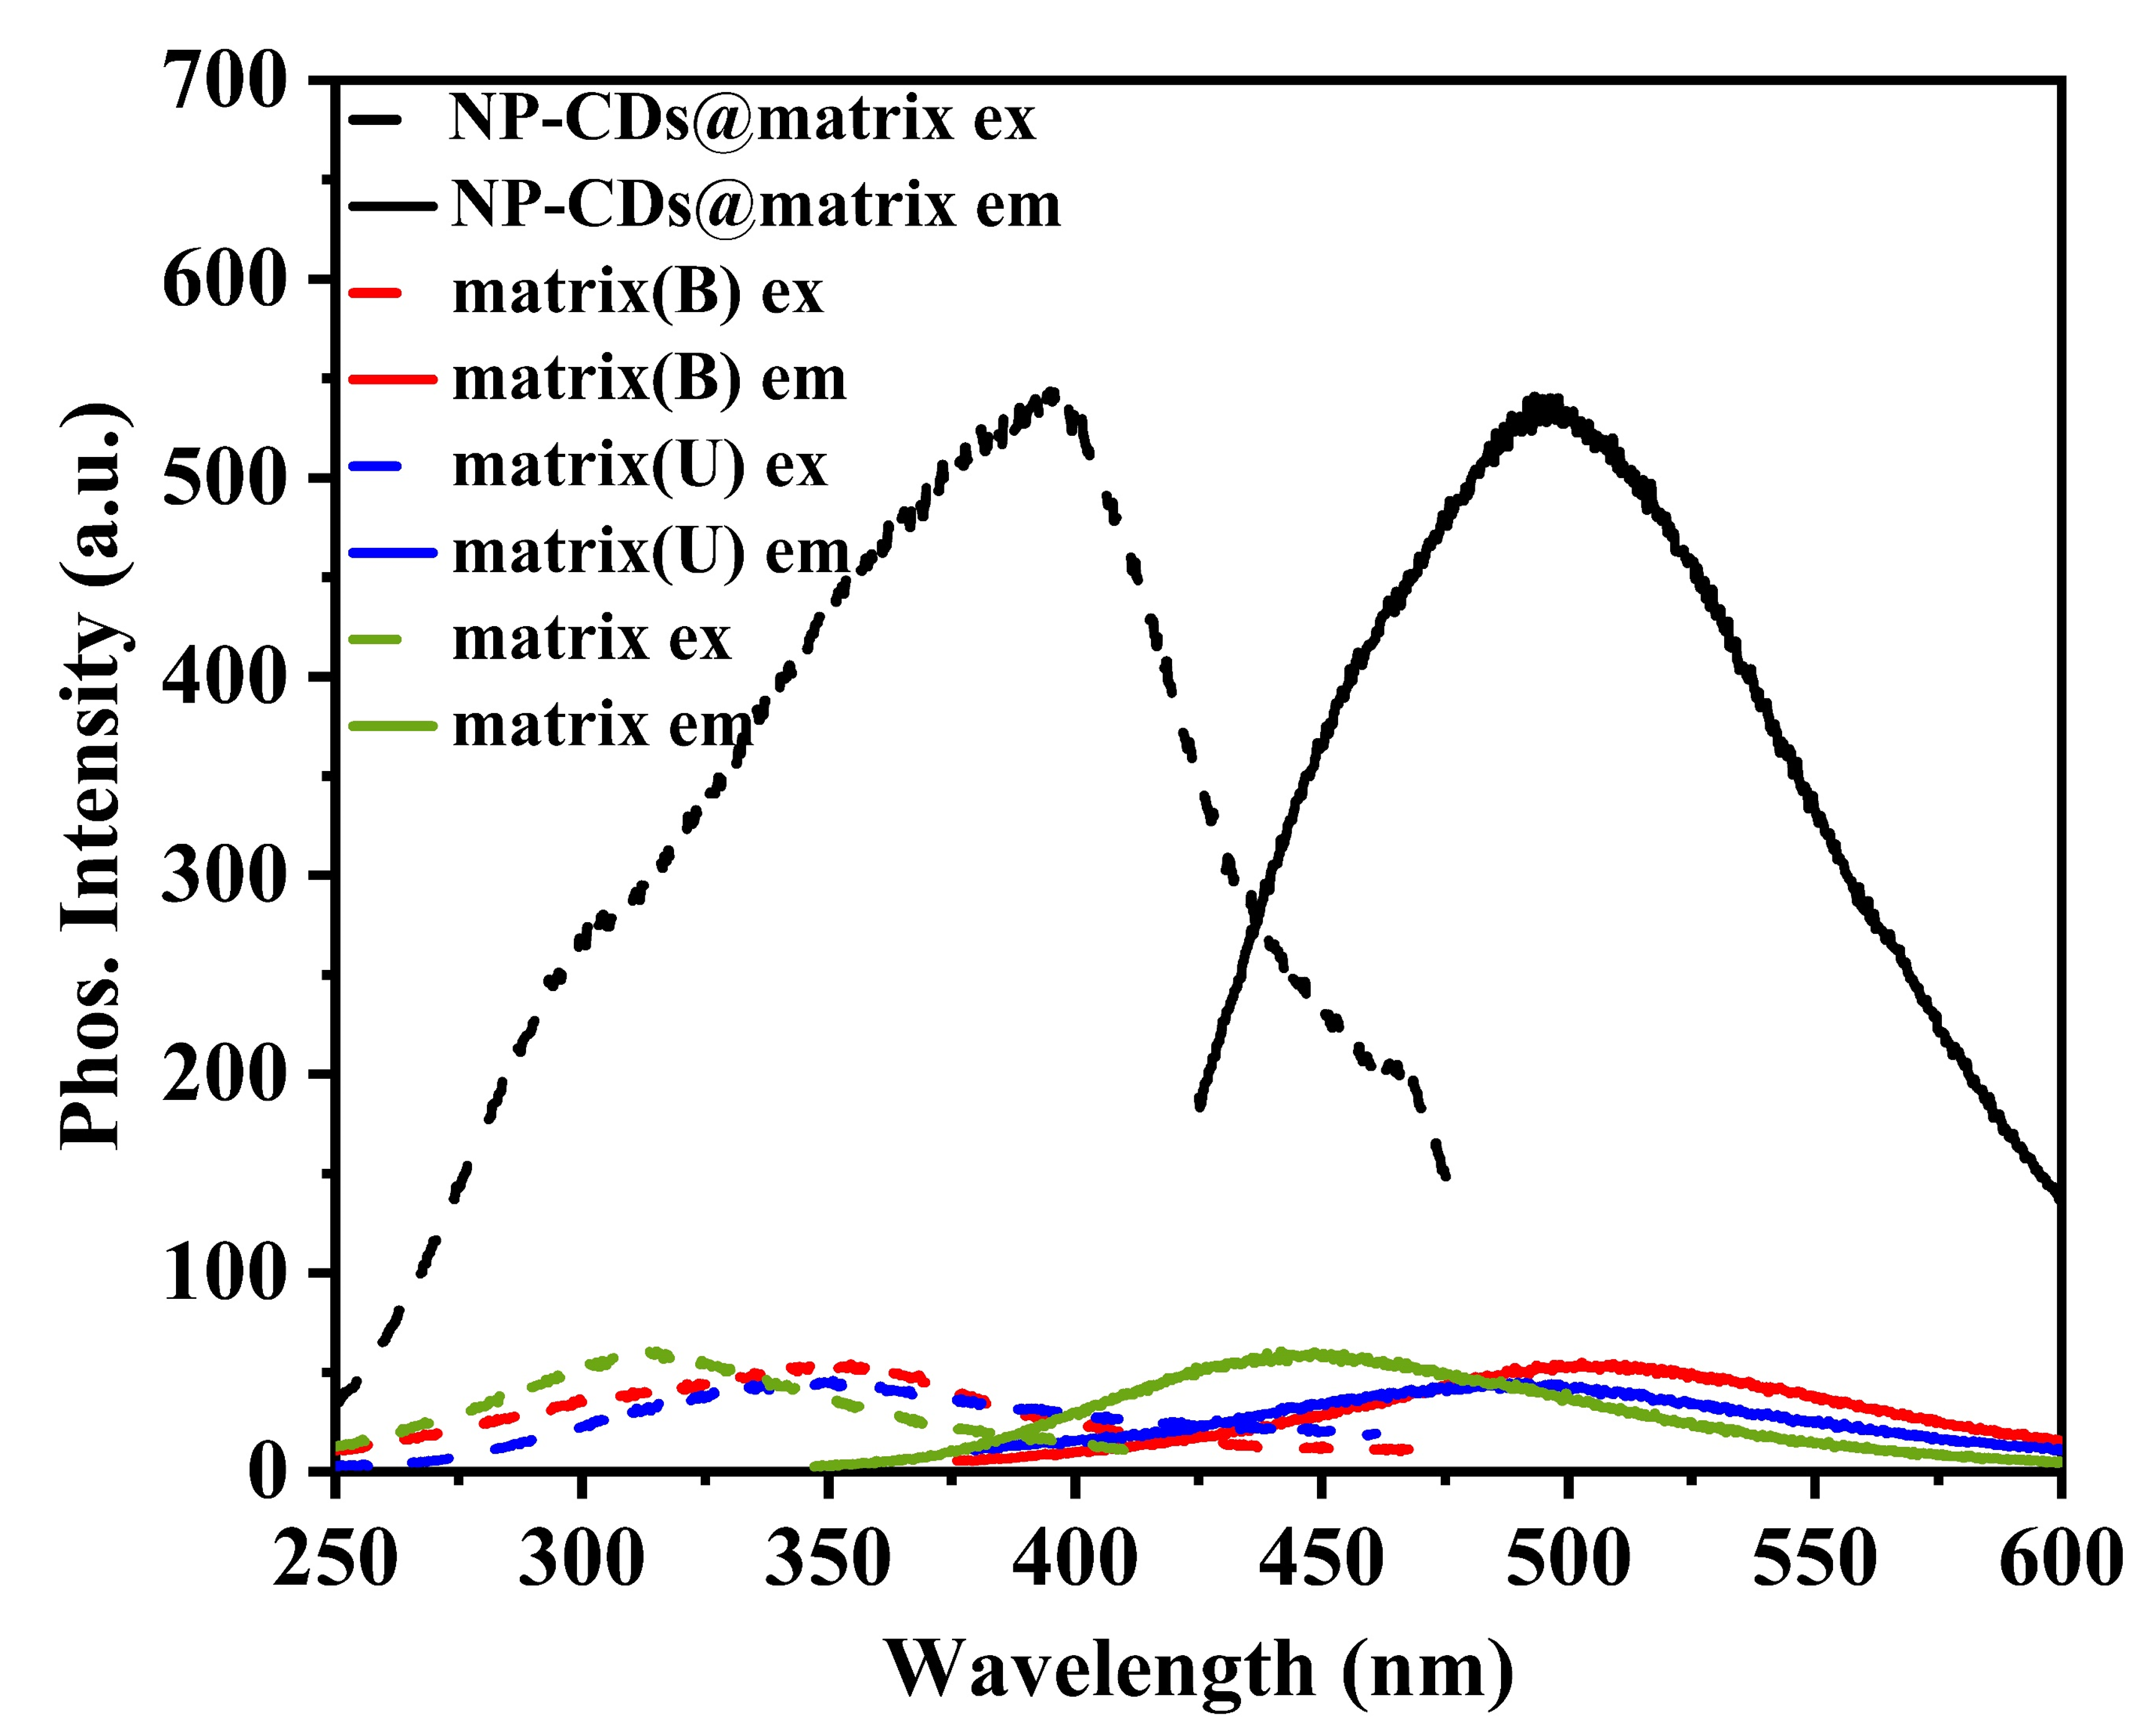 700
600
500
400
300
200
100
0
Phos. Intensity (a.u.)
NP-CDs@matrix ex
NP-CDs@matrix em
matrix(B) ex
matrix(B) em
matrix(U) ex
matrix(U) em
matrix ex
matrix em
250 300 350 400 450 500 550 600
Wavelength (nm)